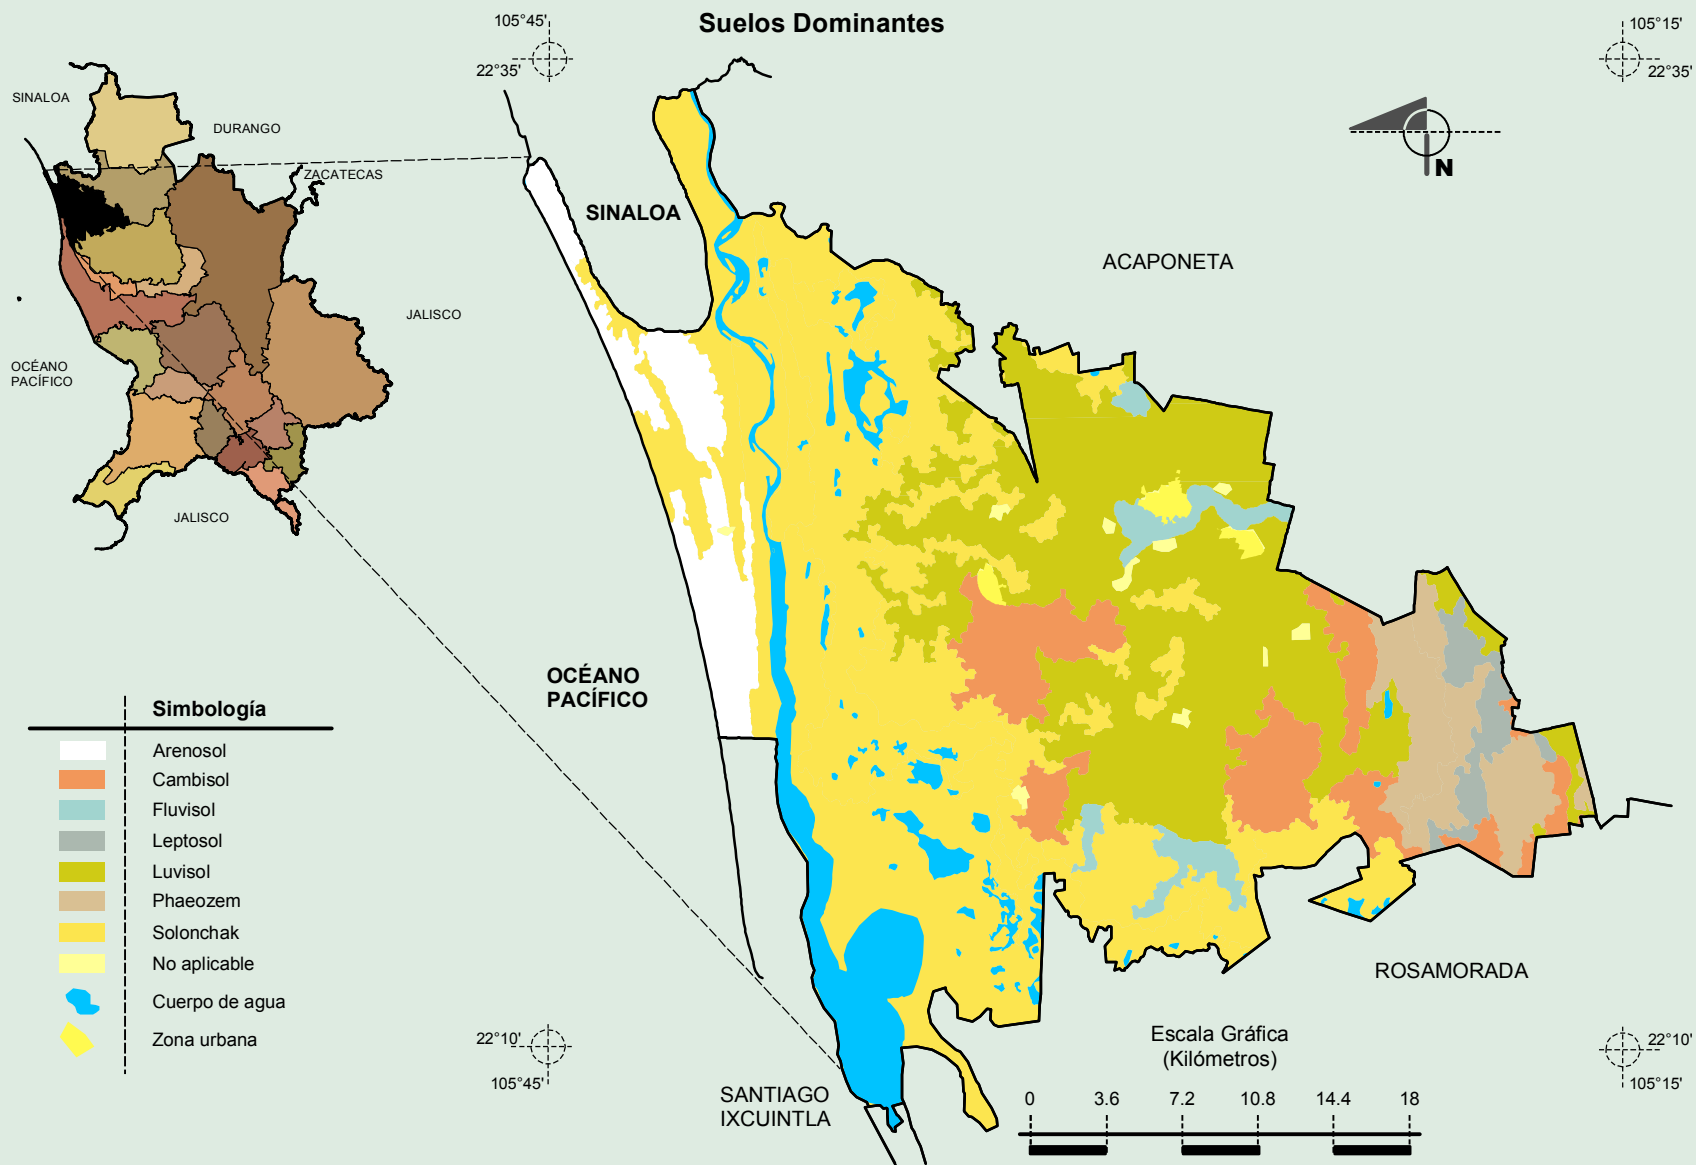 Suelos Dominantes
105°45'
22°35'
105°15'
22°35'
SINALOA
DURANGO
ZACATECAS
JALISCO
OCÉANO
PACÍFICO
JALISCO
N
SINALOA
ACAPONETA
OCÉANO
PACÍFICO
ROSAMORADA
SANTIAGO
IXCUINTLA
Simbología
Arenosol
Cambisol
Fluvisol
Leptosol
Luvisol
Phaeozem
Solonchak
No aplicable
Cuerpo de agua
Zona urbana
22°10'
105°45'
Escala Gráfica
(Kilómetros)
0 3.6 7.2 10.8 14.4 18
22°10'
105°15'